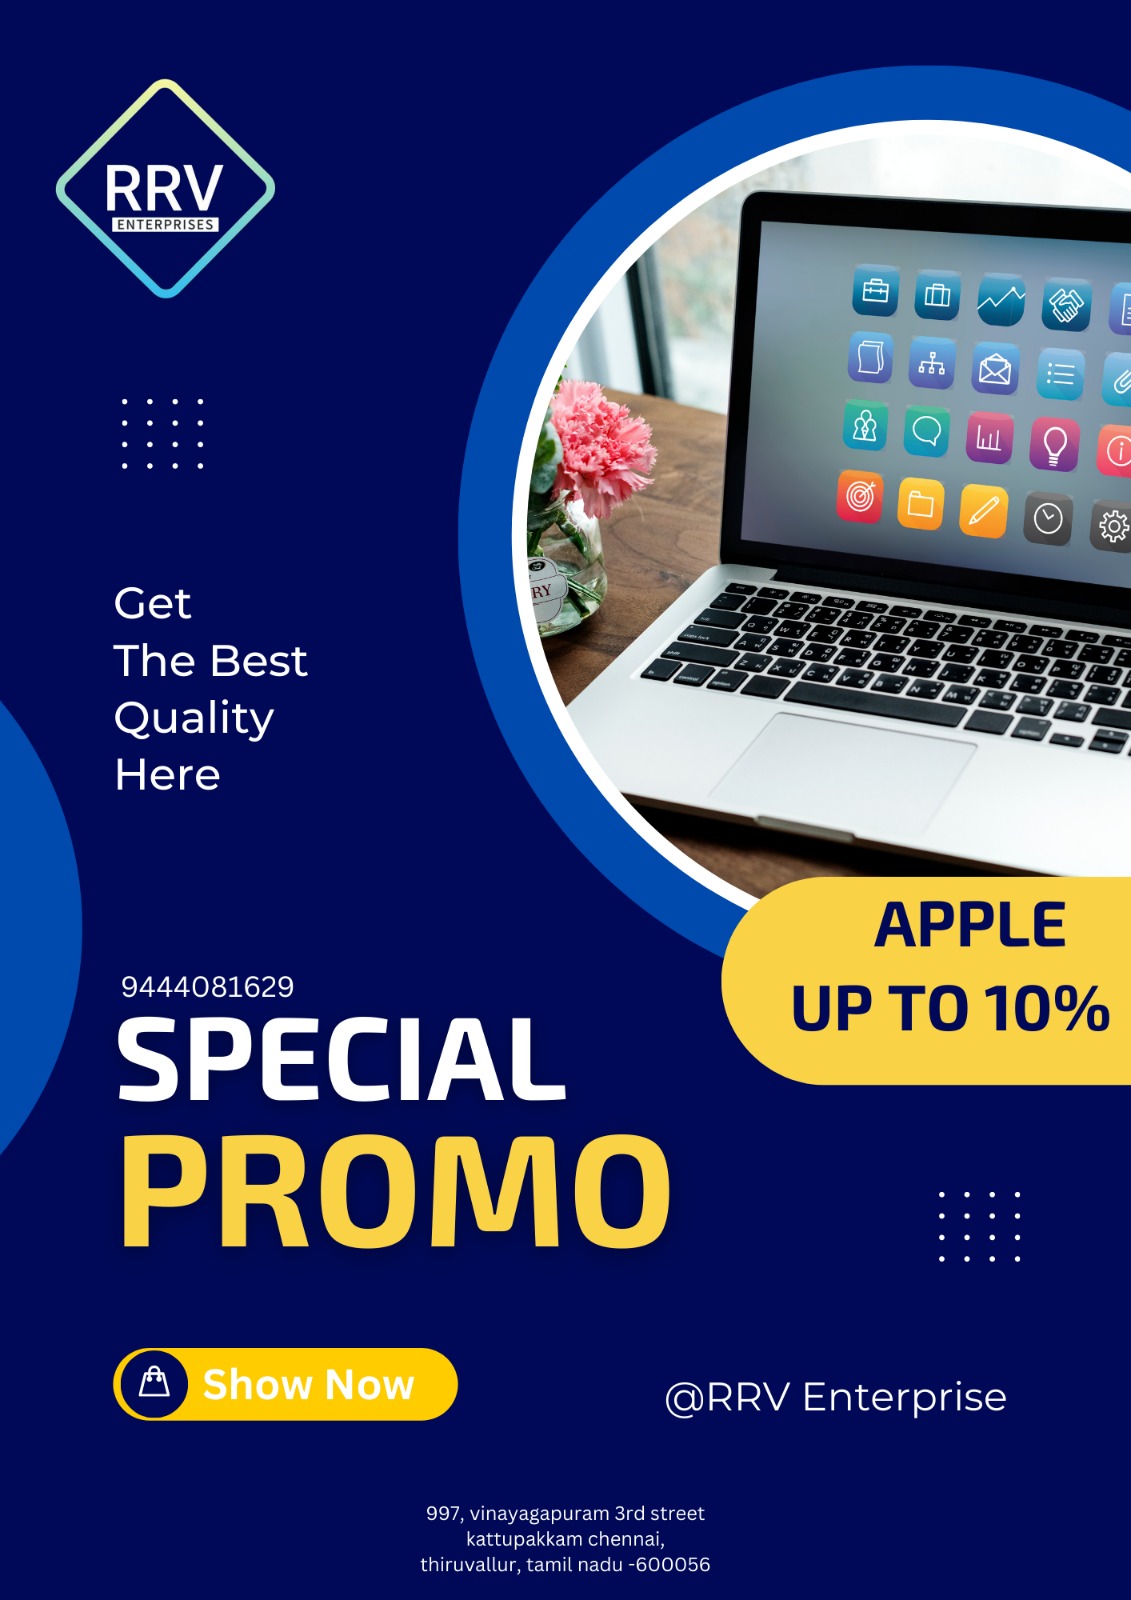 RRV
ENTERPRISES
Get
The Best
Quality
Here
RY
APPLE
UP TO 10%
9444081629
SPECIAL
PROMO
Show Now
@RRV Enterprise
997, vinayagapuram 3rd street
kattupakkam chennai,
thiruvallur, tamil nadu -600056